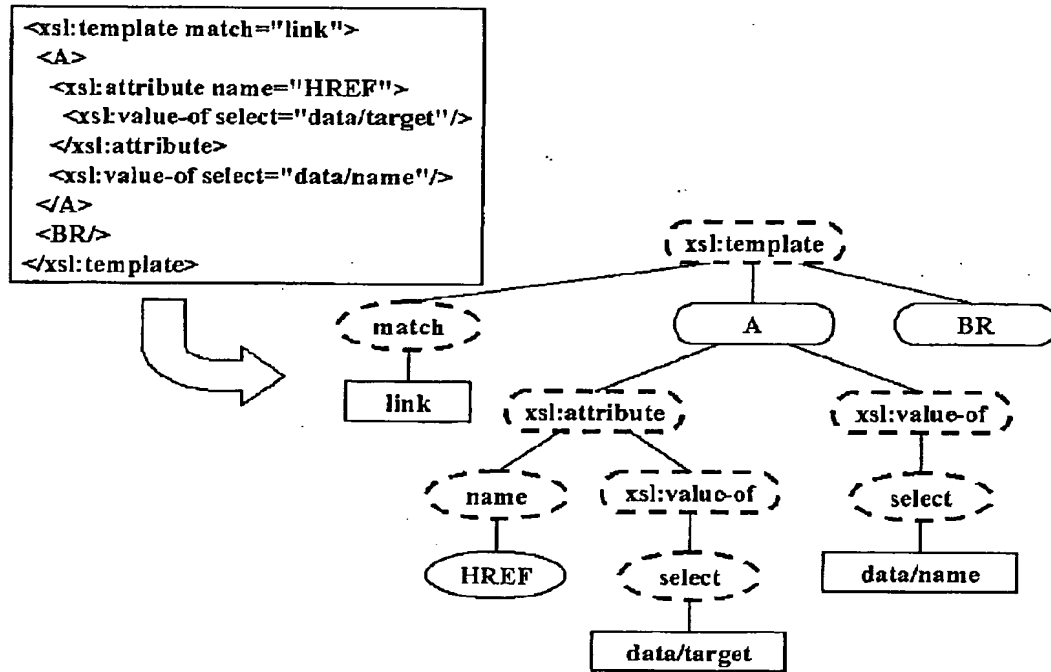 <xsl:template match="link">
<A>
<xsl:attribute name="HREF">
<xsl:value-of select="data/target"/>
</xsl:attribute>
<xsl:value-of select="data/name"/>
</A>
<BR/>
</xsl:template>
xsl:template
match
A
BR
link
xsl:attribute
xsl:value-of
name
xsl:value-of
select
HREF
select
data/name
data/target